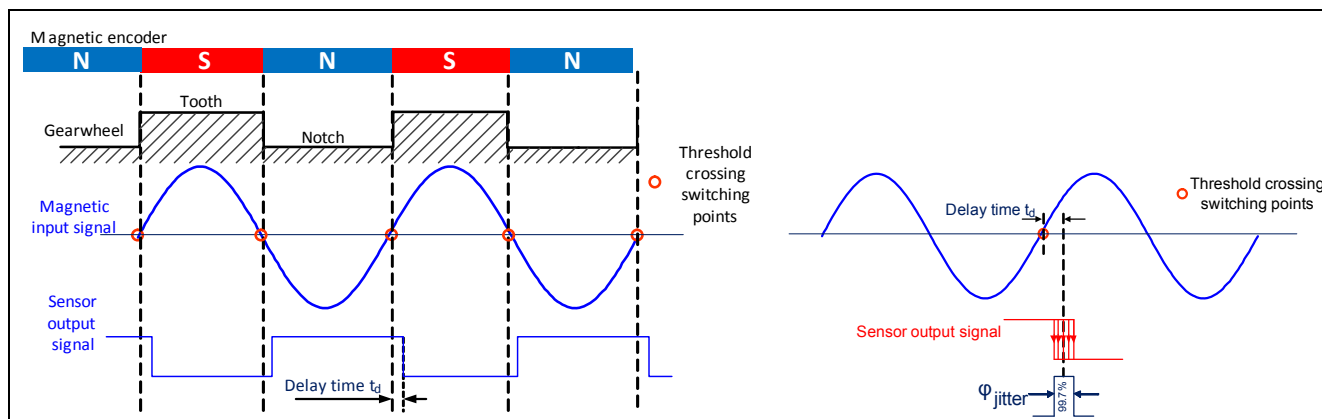 Magnetic encoder
N S N S N
Tooth
Gearwheel
Notch
Threshold
crossing
switching
points
Magnetic
input signal
Sensor
output
signal
Delay time td
Delay time td
Threshold crossing
switching points
Sensor output signal
φjitter
99.7%